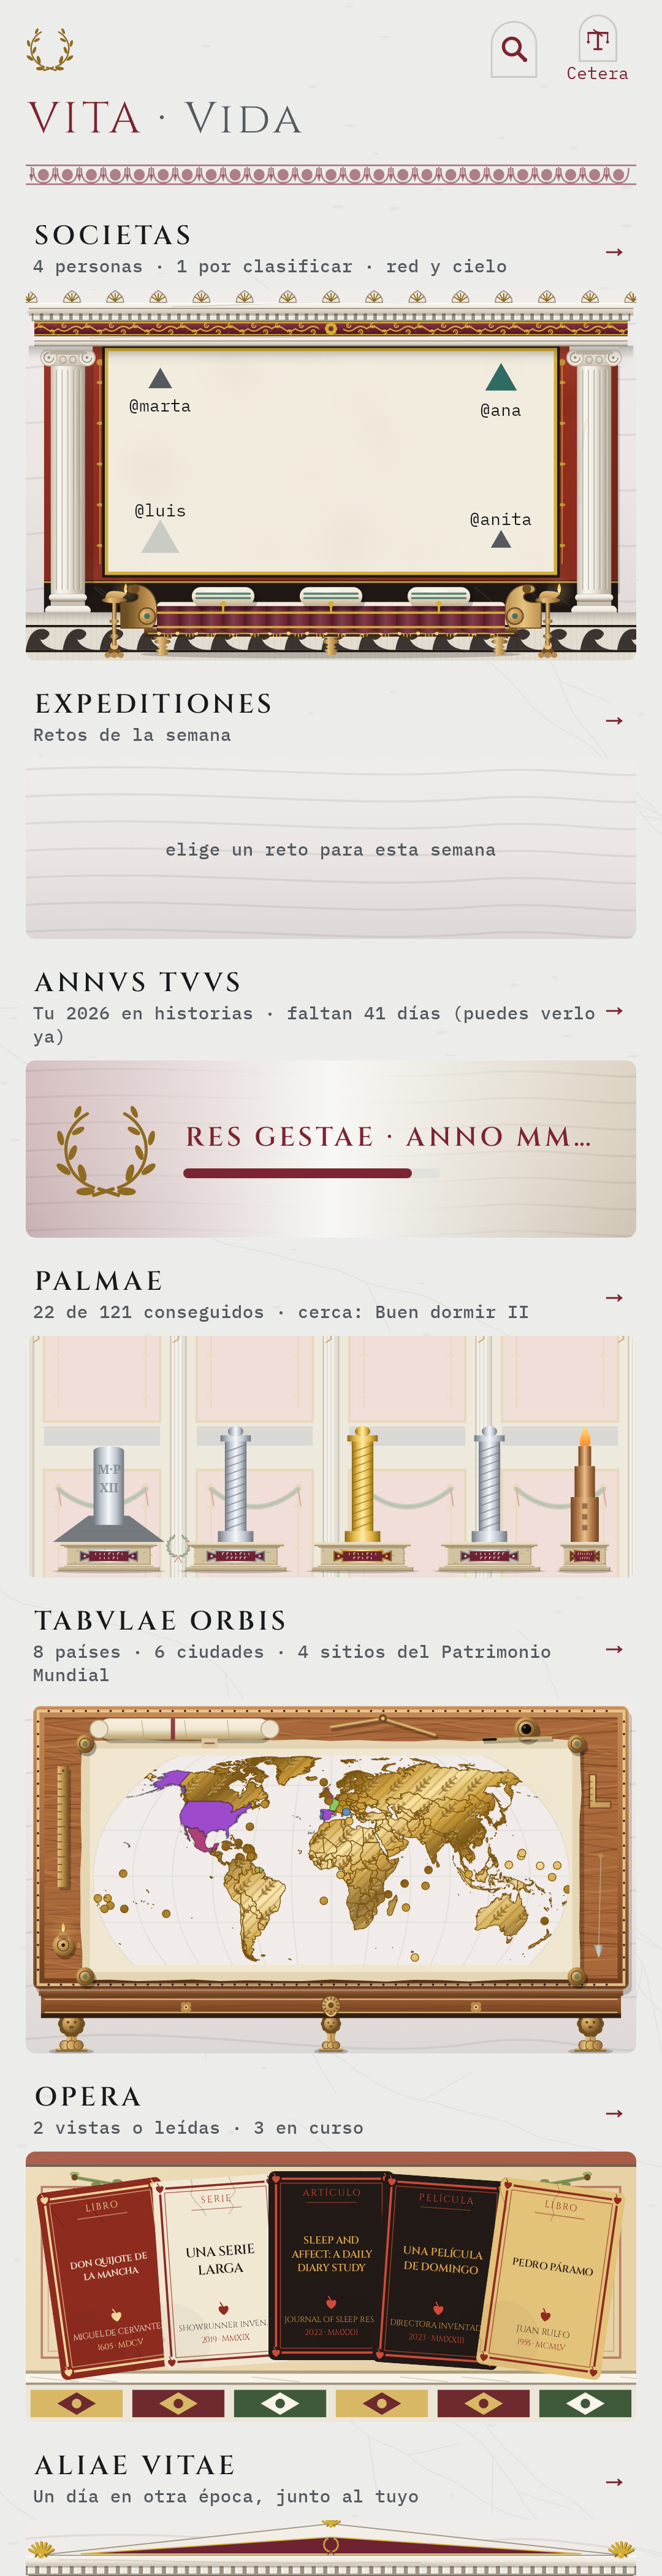 Cetera
VITA · VIDA
SOCIETAS
4 personas · 1 por clasificar · red y cielo
→
@marta
@ana
@luis
@anita
EXPEDITIONES
Retos de la semana
→
elige un reto para esta semana
ANNVS TVVS
Tu 2026 en historias · faltan 41 días (puedes verlo
ya)
→
RES GESTAE · ANNO MM…
PALMAE
22 de 121 conseguidos · cerca: Buen dormir II
→
M·P
XII
TABVLAE ORBIS
8 países · 6 ciudades · 4 sitios del Patrimonio
Mundial
→
OPERA
2 vistas o leídas · 3 en curso
→
LIBRO
DON QUIJOTE DE
LA MANCHA
MIGUEL DE CERVANTES
1605 · MDCV
SERIE
UNA SERIE
LARGA
SHOWRUNNER INVEN
2019 · MMXIX
ARTÍCULO
SLEEP AND
AFFECT: A DAILY
DIARY STUDY
JOURNAL OF SLEEP RES
2022 · MMXXII
PELÍCULA
UNA PELÍCULA
DE DOMINGO
DIRECTORA INVENTAD
2023 · MMXXIII
LIBRO
PEDRO PÁRAMO
JUAN RULFO
1955 · MCMLV
ALIAE VITAE
Un día en otra época, junto al tuyo
→